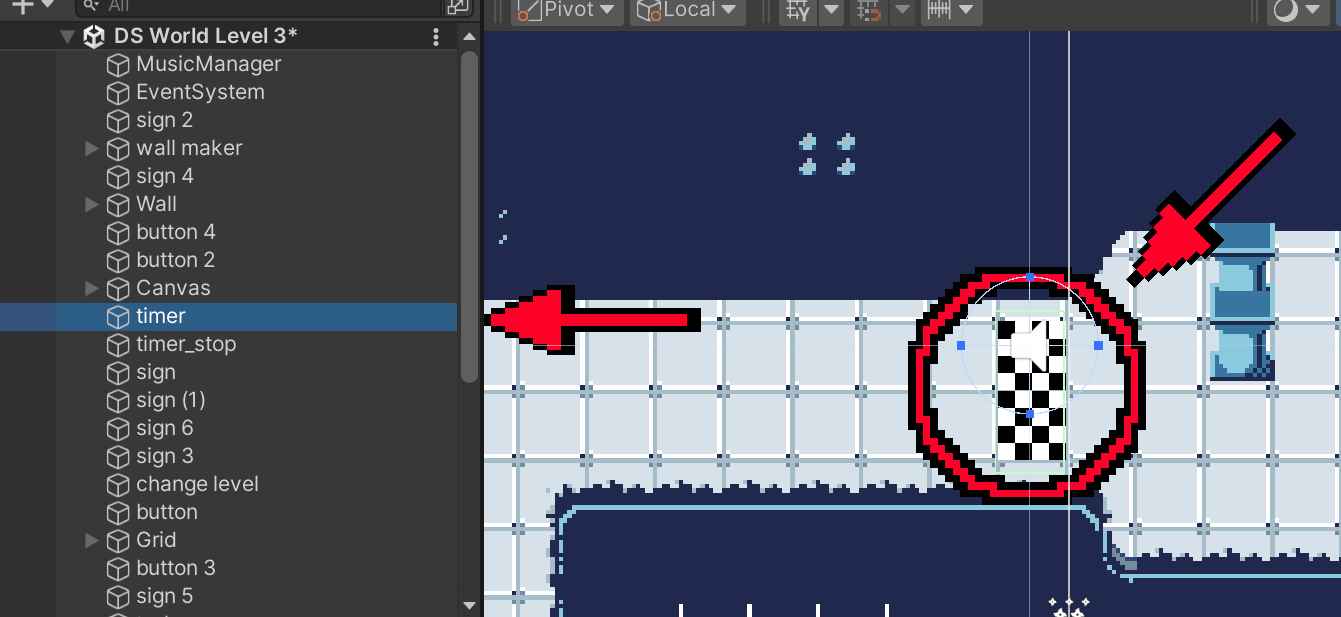 All
Pivot
Local
DS World Level 3*
MusicManager
EventSystem
sign 2
wall maker
sign 4
Wall
button 4
button 2
Canvas
timer
timer_stop
sign
sign (1)
sign 6
sign 3
change level
button
Grid
button 3
sign 5